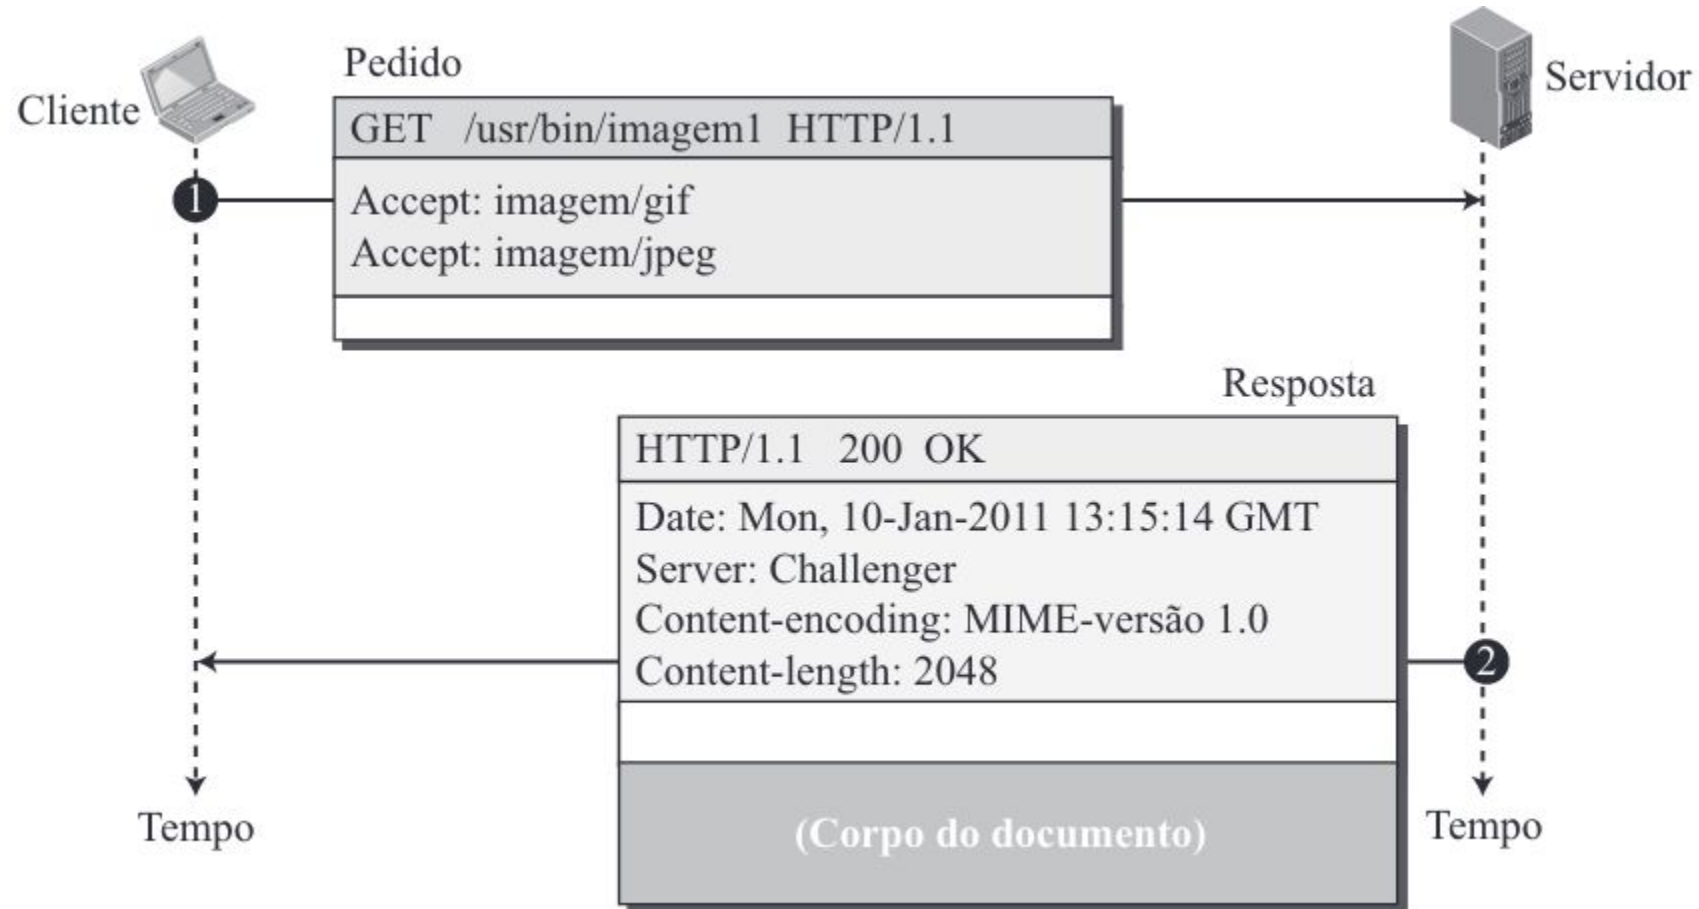 Cliente
Pedido
Servidor
GET /usr/bin/imagem1 HTTP/1.1
1
Accept: imagem/gif
Accept: imagem/jpeg
Resposta
HTTP/1.1 200 OK
Date: Mon, 10-Jan-2011 13:15:14 GMT
Server: Challenger
Content-encoding: MIME-versão 1.0
Content-length: 2048
2
(Corpo do documento)
Tempo
Tempo